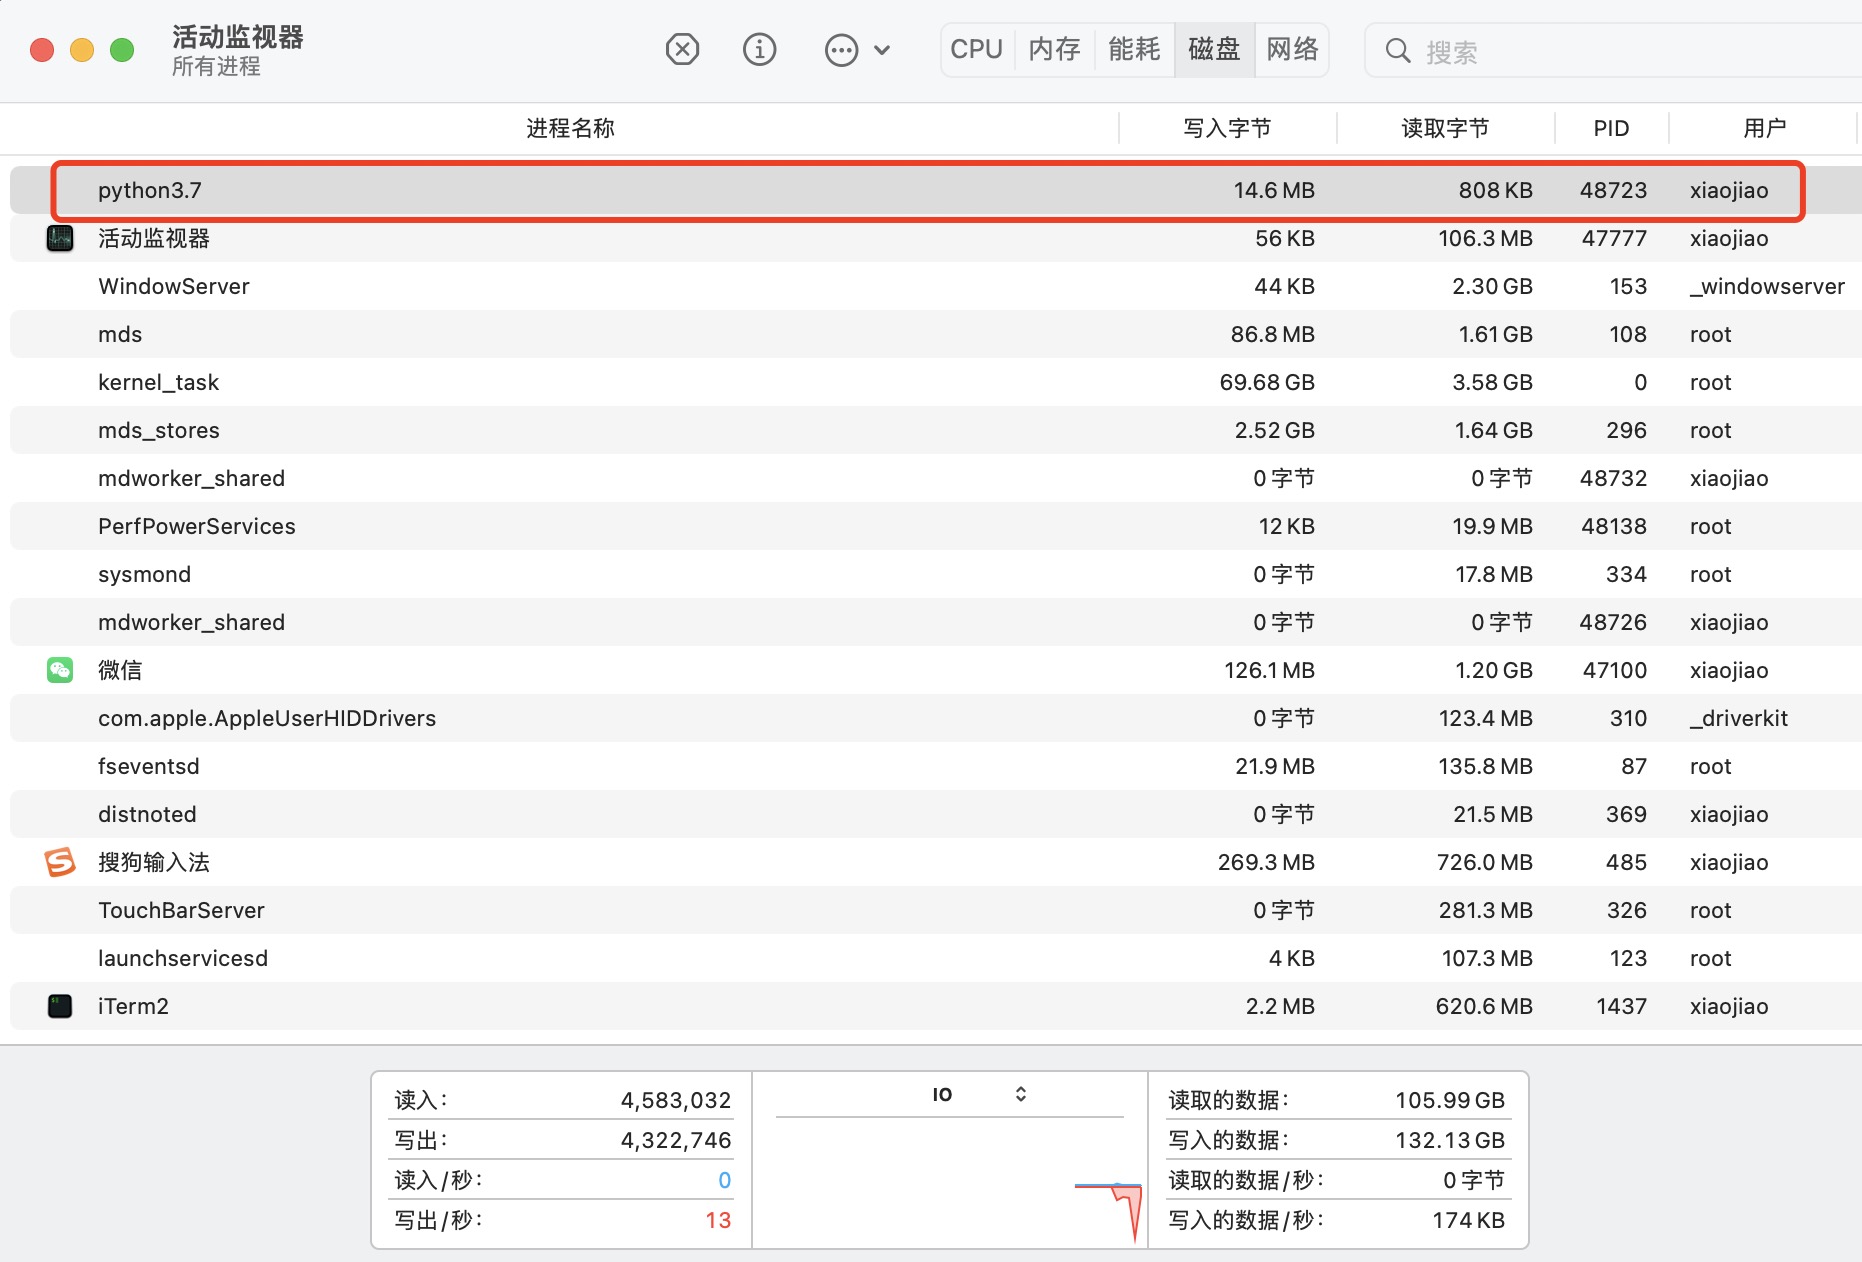 活动监视器
所有进程
CPU 内存 能耗 磁盘 网络 搜索
进程名称 写入字节 读取字节 PID 用户
python3.7 14.6 MB 808 KB 48723 xiaojiao
活动监视器 56 KB 106.3 MB 47777 xiaojiao
WindowServer 44 KB 2.30 GB 153 _windowserver
mds 86.8 MB 1.61 GB 108 root
kernel_task 69.68 GB 3.58 GB 0 root
mds_stores 2.52 GB 1.64 GB 296 root
mdworker_shared 0 字节 0 字节 48732 xiaojiao
PerfPowerServices 12 KB 19.9 MB 48138 root
sysmond 0 字节 17.8 MB 334 root
mdworker_shared 0 字节 0 字节 48726 xiaojiao
微信 126.1 MB 1.20 GB 47100 xiaojiao
com.apple.AppleUserHIDDrivers 0 字节 123.4 MB 310 _driverkit
fseventsd 21.9 MB 135.8 MB 87 root
distnoted 0 字节 21.5 MB 369 xiaojiao
搜狗输入法 269.3 MB 726.0 MB 485 xiaojiao
TouchBarServer 0 字节 281.3 MB 326 root
launchservicesd 4 KB 107.3 MB 123 root
iTerm2 2.2 MB 620.6 MB 1437 xiaojiao
读入: 4,583,032
写出: 4,322,746
读入/秒: 0
写出/秒: 13
IO
读取的数据: 105.99 GB
写入的数据: 132.13 GB
读取的数据/秒: 0 字节
写入的数据/秒: 174 KB